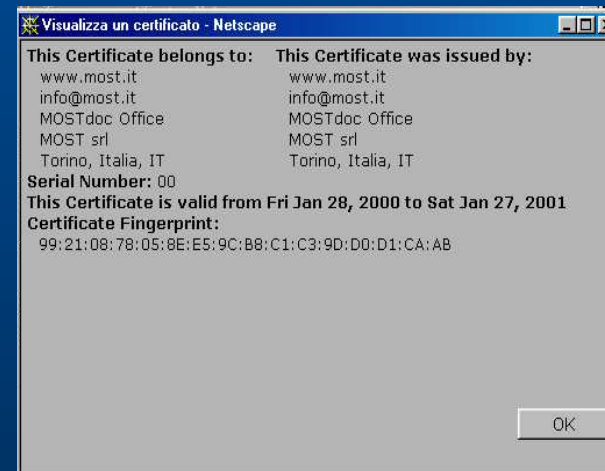 Visualizza un certificato - Netscape
This Certificate belongs to:
www.most.it
info@most.it
MOSTdoc Office
MOST srl
Torino, Italia, IT
This Certificate was issued by:
www.most.it
info@most.it
MOSTdoc Office
MOST srl
Torino, Italia, IT
Serial Number: 00
This Certificate is valid from Fri Jan 28, 2000 to Sat Jan 27, 2001
Certificate Fingerprint:
99:21:08:78:05:8E:E5:9C:B8:C1:C3:9D:D0:D1:CA:AB
OK